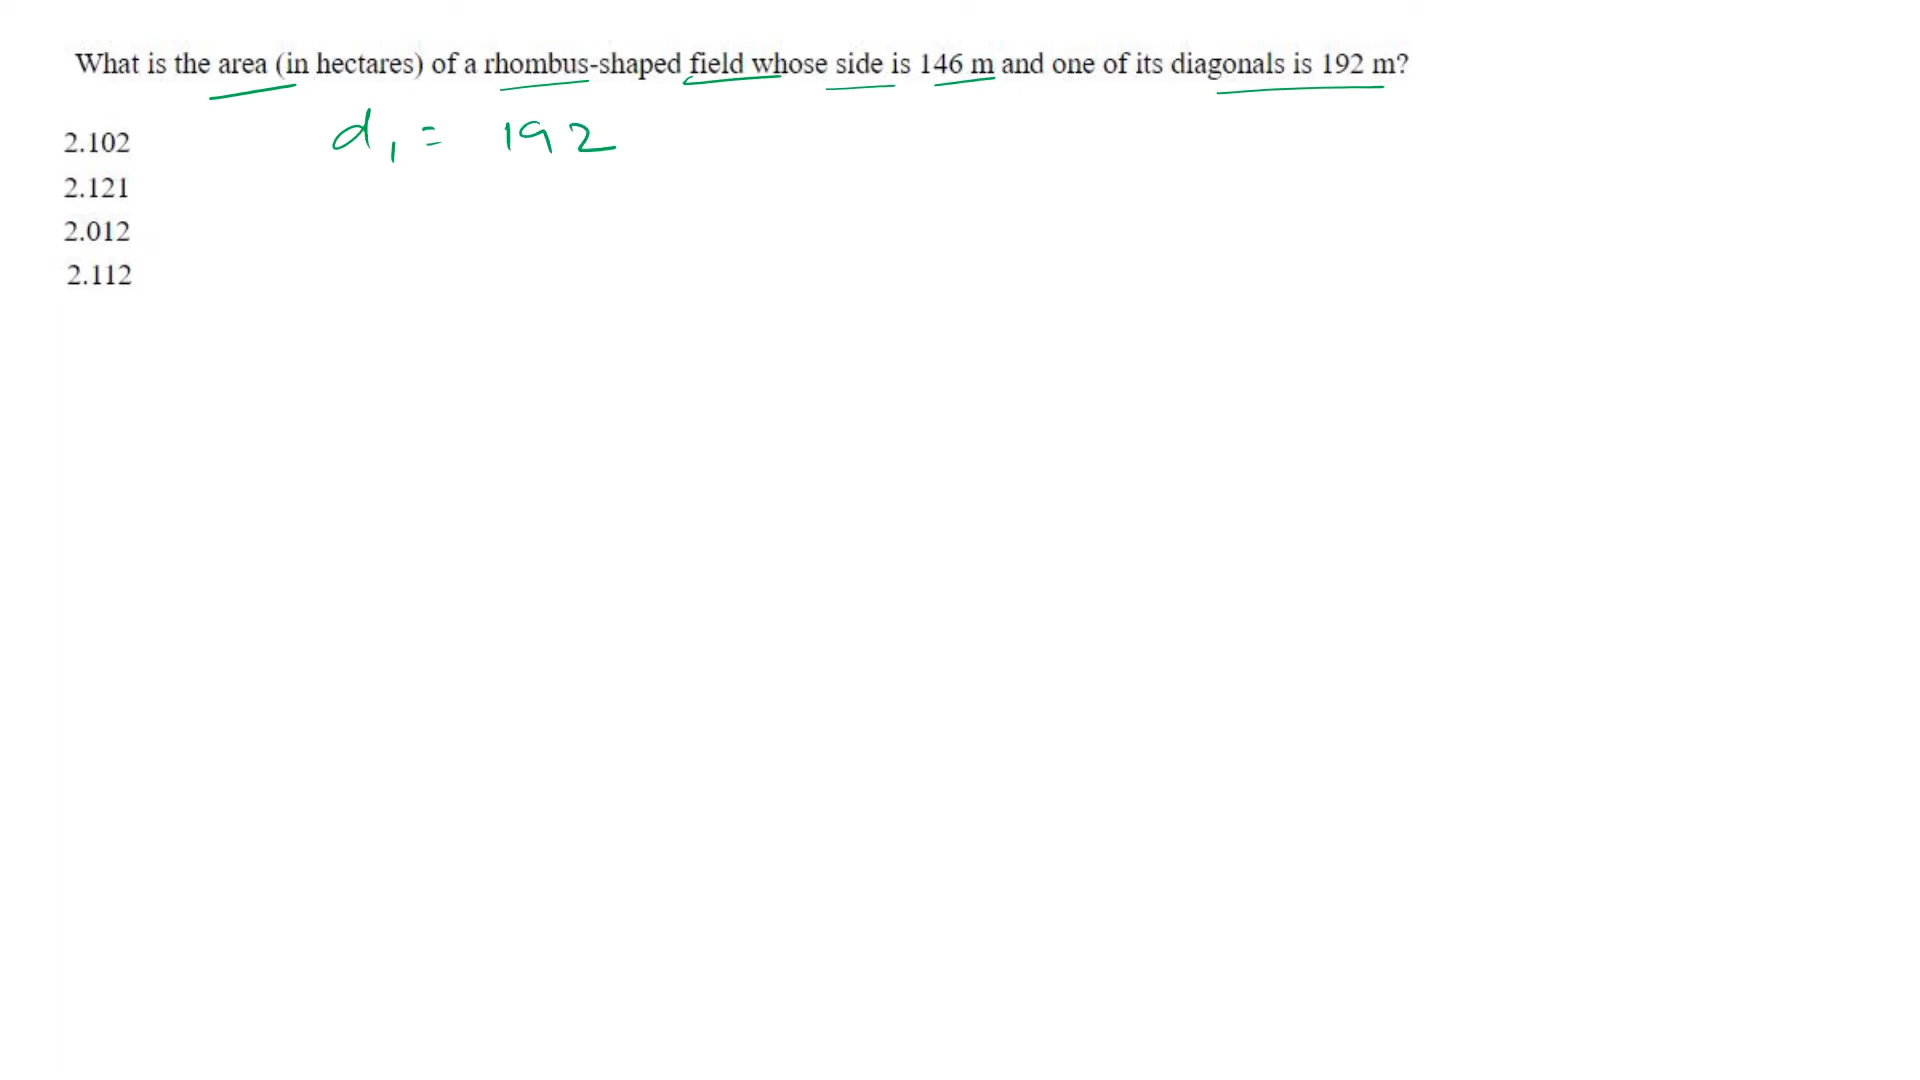 What is the area (in hectares) of a rhombus-shaped field whose side is 146 m and one of its diagonals is 192 m?
d₁ = 192
2.102
2.121
2.012
2.112